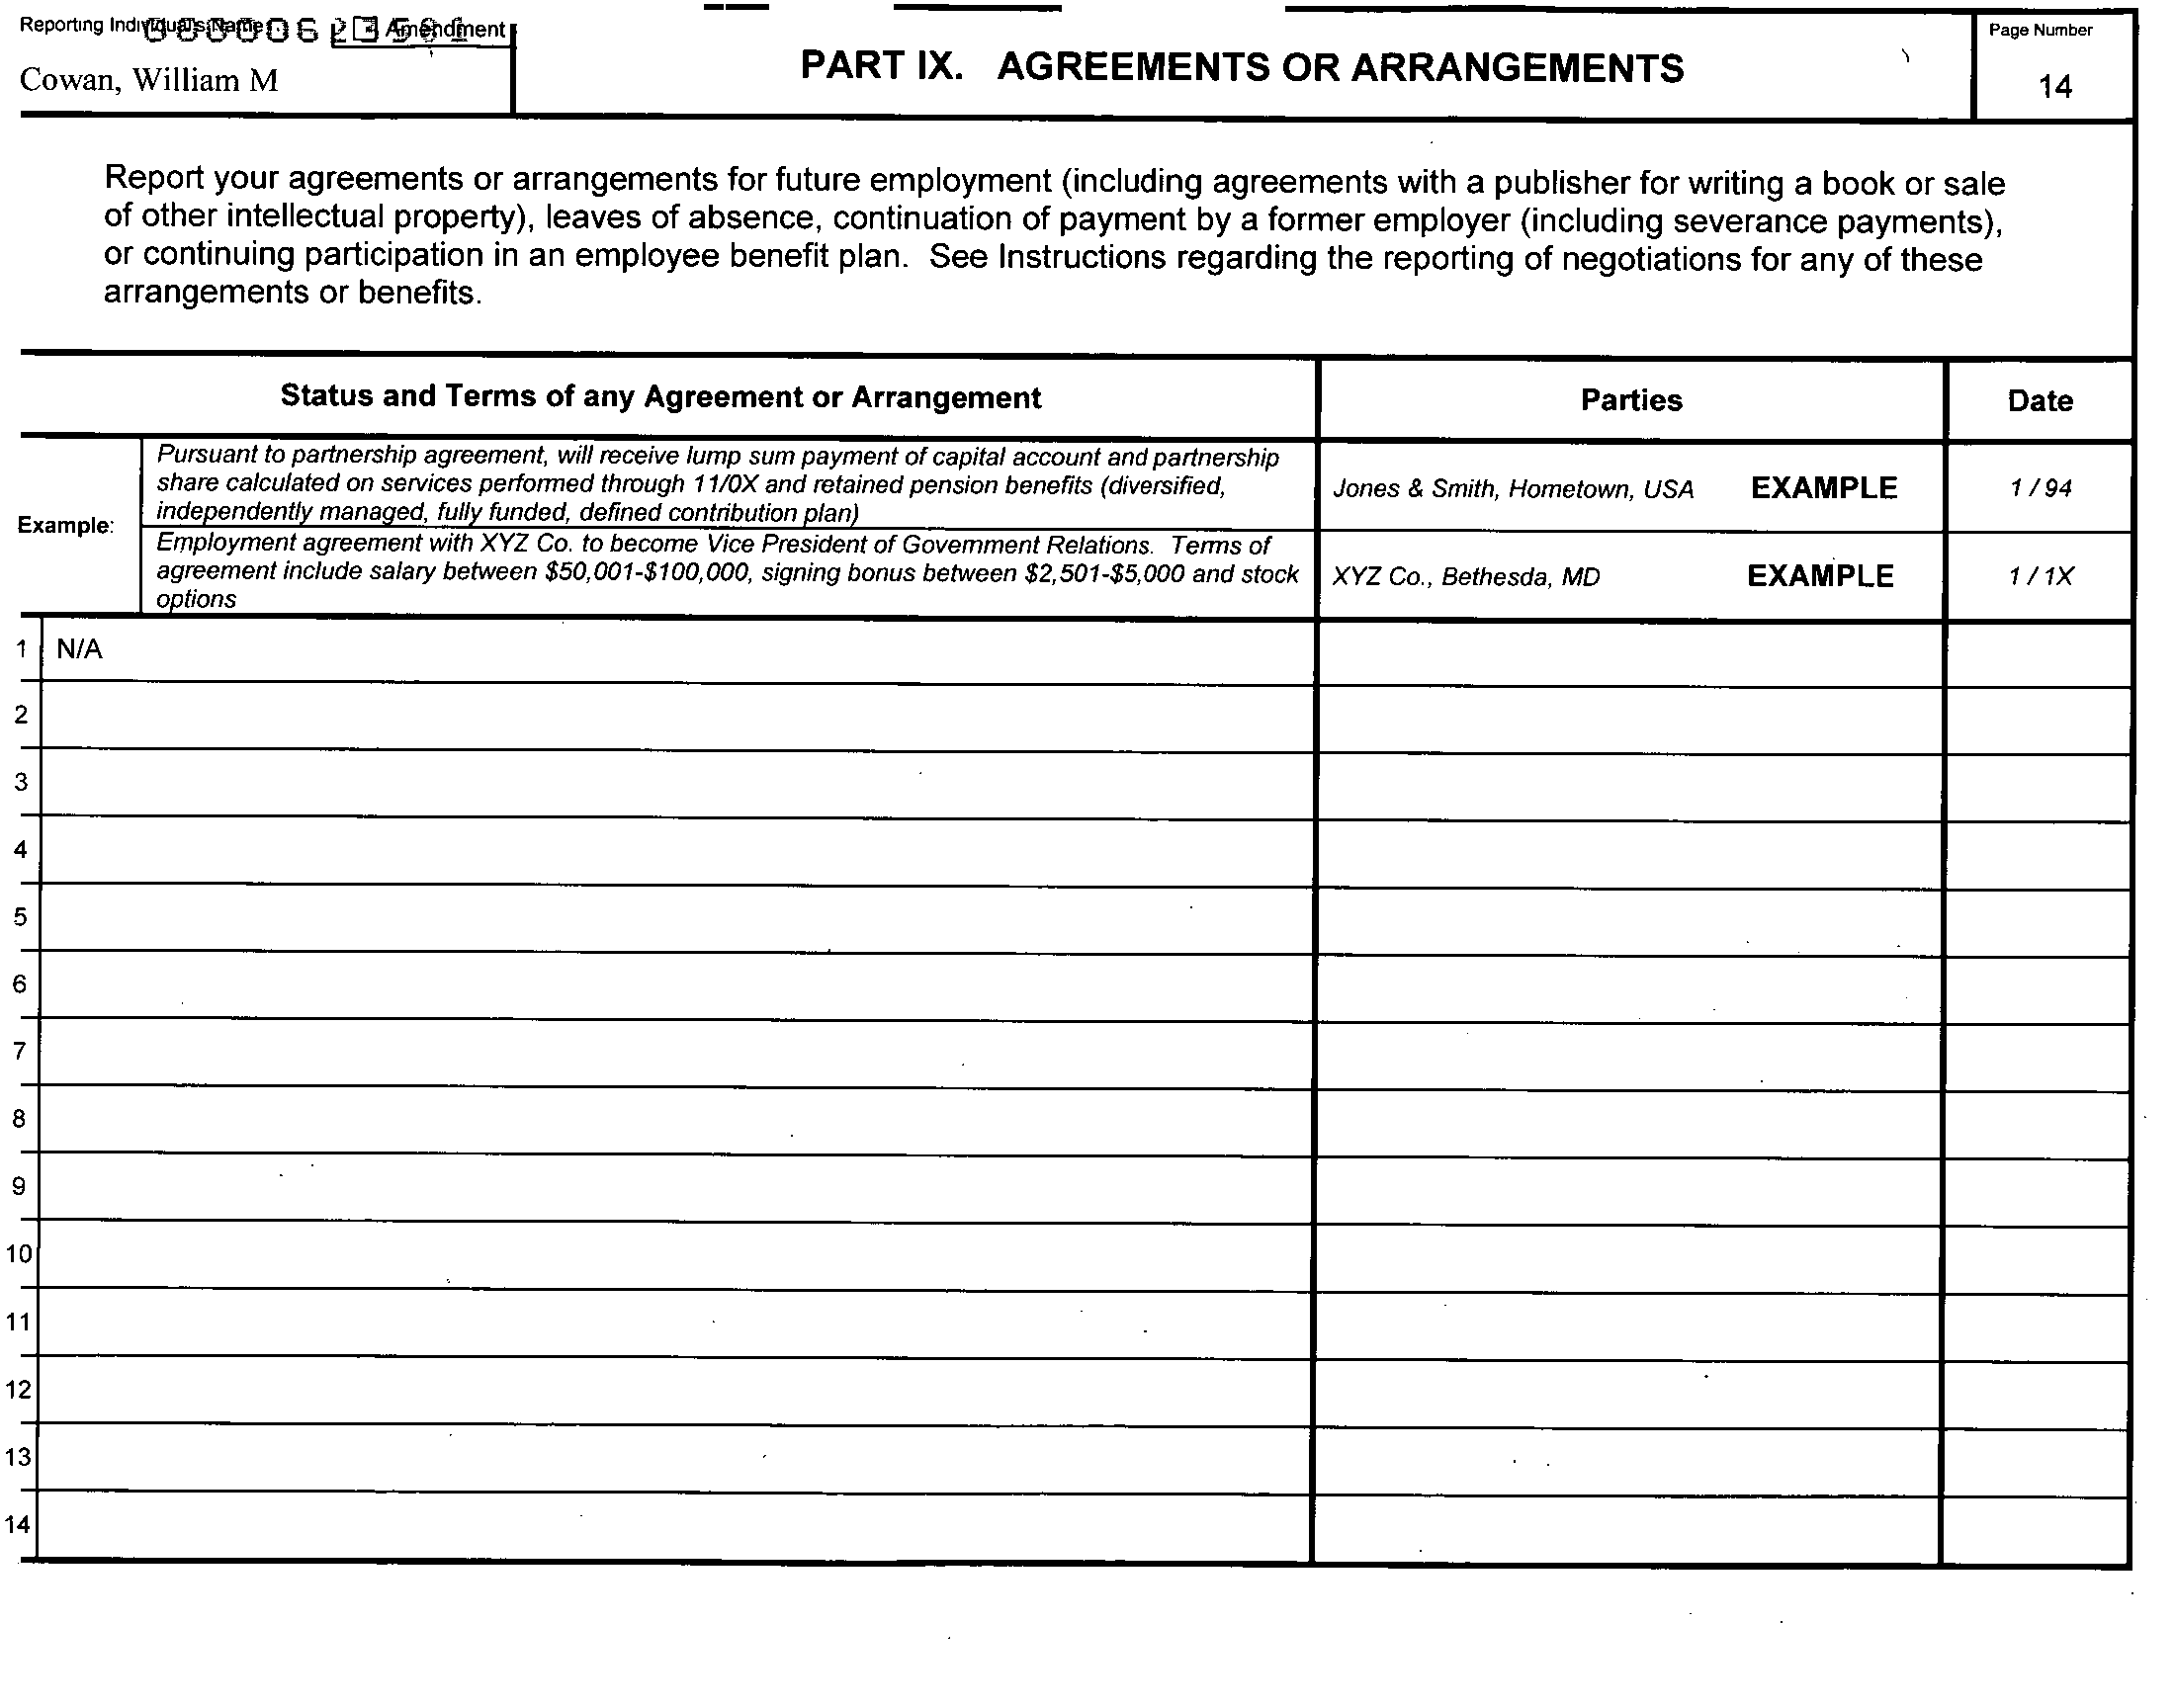 Reporting Individual's Name Amendment
Cowan, William M
PART IX. AGREEMENTS OR ARRANGEMENTS
Page Number
14
Report your agreements or arrangements for future employment (including agreements with a publisher for writing a book or sale
of other intellectual property), leaves of absence, continuation of payment by a former employer (including severance payments),
or continuing participation in an employee benefit plan. See Instructions regarding the reporting of negotiations for any of these
arrangements or benefits.
Status and Terms of any Agreement or Arrangement Parties Date
Example:
Pursuant to partnership agreement, will receive lump sum payment of capital account and partnership
share calculated on services performed through 11/0X and retained pension benefits (diversified,
independently managed, fully funded, defined contribution plan)
Jones & Smith, Hometown, USA EXAMPLE 1 / 94
Employment agreement with XYZ Co. to become Vice President of Government Relations. Terms of
agreement include salary between $50,001-$100,000, signing bonus between $2,501-$5,000 and stock
options
XYZ Co., Bethesda, MD EXAMPLE 1 / 1X
1 N/A
2
3
4
5
6
7
8
9
10
11
12
13
14